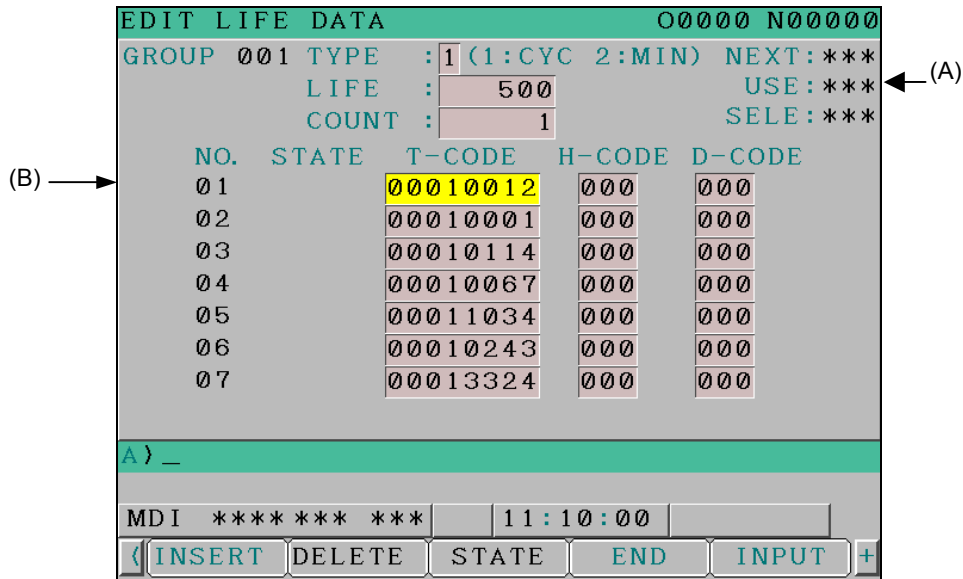 EDIT LIFE DATA O0000 N00000
GROUP 001 TYPE : 1 (1:CYC 2:MIN) NEXT:***
LIFE : 500 USE:*** (A)
COUNT : 1 SELE:***
NO. STATE T-CODE H-CODE D-CODE
(B) 01 00010012 000 000
02 00010001 000 000
03 00010114 000 000
04 00010067 000 000
05 00011034 000 000
06 00010243 000 000
07 00013324 000 000
A)_
MDI **** *** *** 11:10:00
( INSERT DELETE STATE END INPUT +